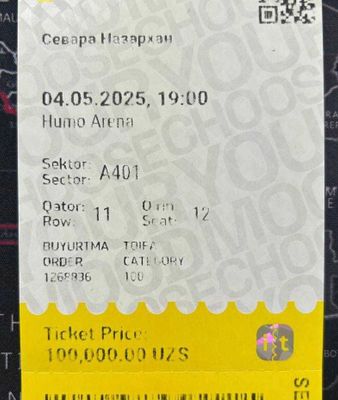 Севара Назархан
04.05.2025, 19:00
Humo Arena
Sektor:
Sector: A401
Qator: O'rin:
Row: 11 Seat: 12
BUYURTMA TOIFA
ORDER CATEGORY
1268836 100
Ticket Price:
100,000.00 UZS